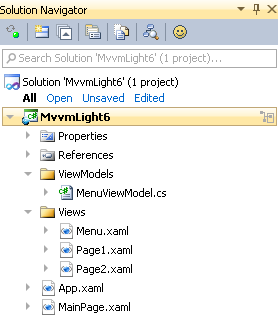 Solution Navigator
Search Solution 'MvvmLight6' (1 project)...
Solution 'MvvmLight6' (1 project)
All Open Unsaved Edited
MvvmLight6
Properties
References
ViewModels
MenuViewModel.cs
Views
Menu.xaml
Page1.xaml
Page2.xaml
App.xaml
MainPage.xaml